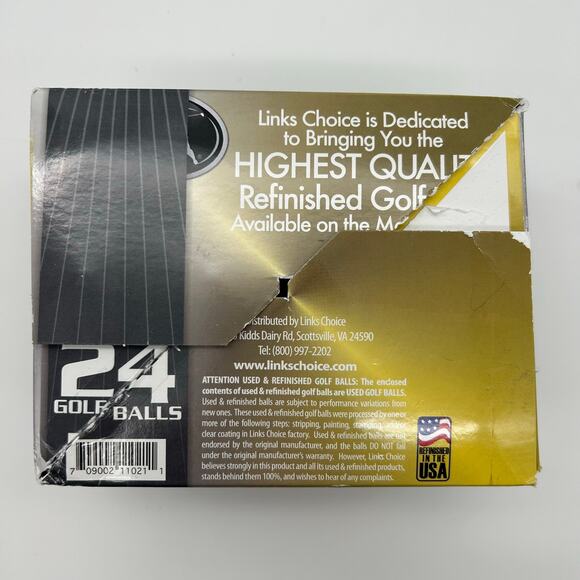 Links Choice is Dedicated
to Bringing You the
HIGHEST
Refinished
Available on the
by Links Choice
Kidds Dairy Rd, Scottsville, VA 24590
Tel: (800) 997-2202
www.linkschoice.com
24
GOLF BALLS
ATTENTION USED & REFINISHED GOLF BALLS: The enclosed
contents of used & refinished golf balls are USED GOLF BALLS.
Used & refinished balls are subject to performance variations from
new ones. These used & refinished golf balls were processed by one or
more of the following steps: stripping, painting, stamping, and/or
clear coating in Links Choice factory. Used & refinished balls are not
endorsed by the original manufacturer, and the balls DO NOT fall
under the original manufacturer's warranty. However, Links Choice
believes strongly in this product and all its used & refinished products,
stands behind them 100%, and wishes to hear of any complaints.
REFINISHED
IN THE
USA
7 09002 11021 1